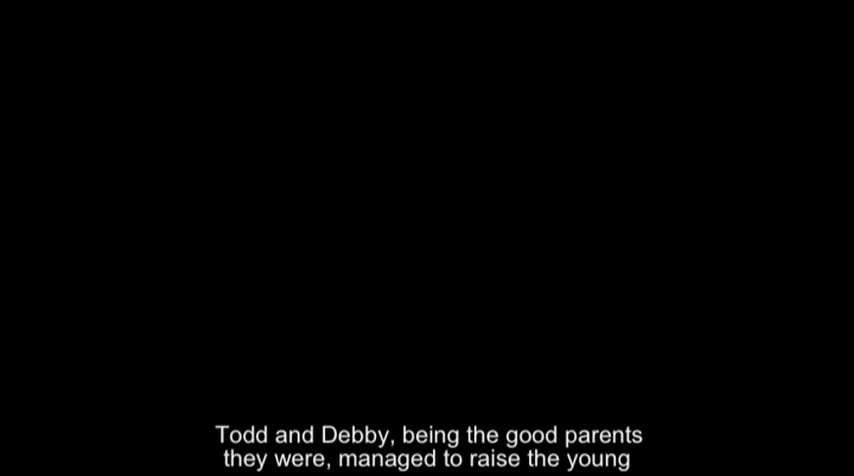 Todd and Debby, being the good parents
they were, managed to raise the young